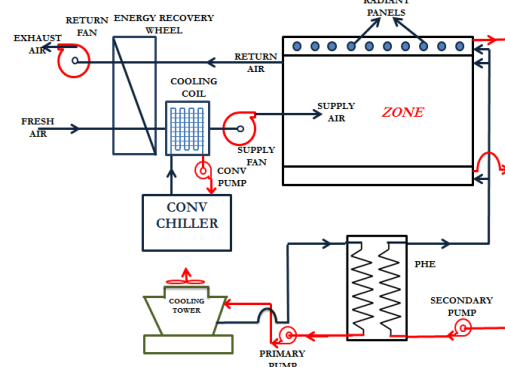 RADIANT
PANELS
RETURN
FAN
ENERGY RECOVERY
WHEEL
EXHAUST
AIR
RETURN
AIR
COOLING
COIL
FRESH
AIR
SUPPLY
AIR
ZONE
SUPPLY
FAN
CONV
PUMP
CONV
CHILLER
COOLING
TOWER
PHE
SECONDARY
PUMP
PRIMARY
PUMP